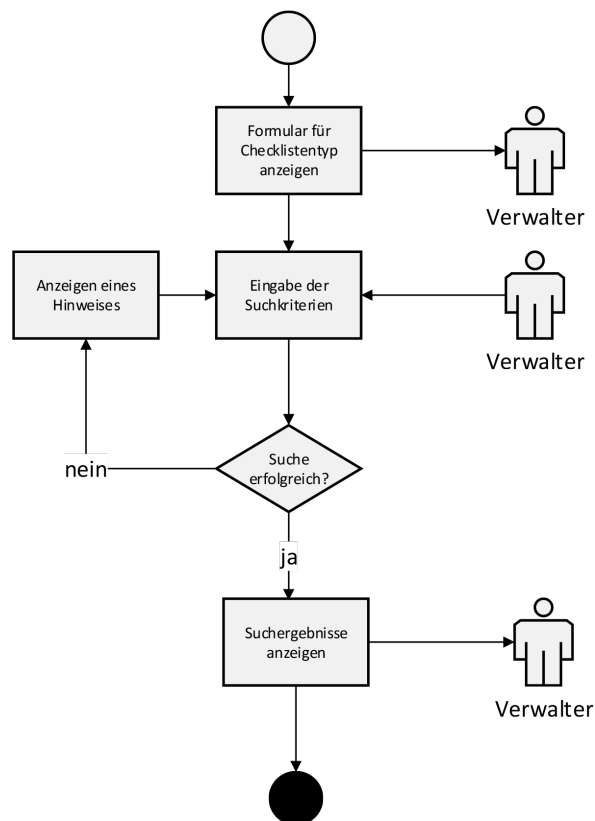 Formular für
Checklistentyp
anzeigen
Verwalter
Anzeigen eines
Hinweises
Eingabe der
Suchkriterien
Verwalter
nein
Suche
erfolgreich?
ja
Suchergebnisse
anzeigen
Verwalter